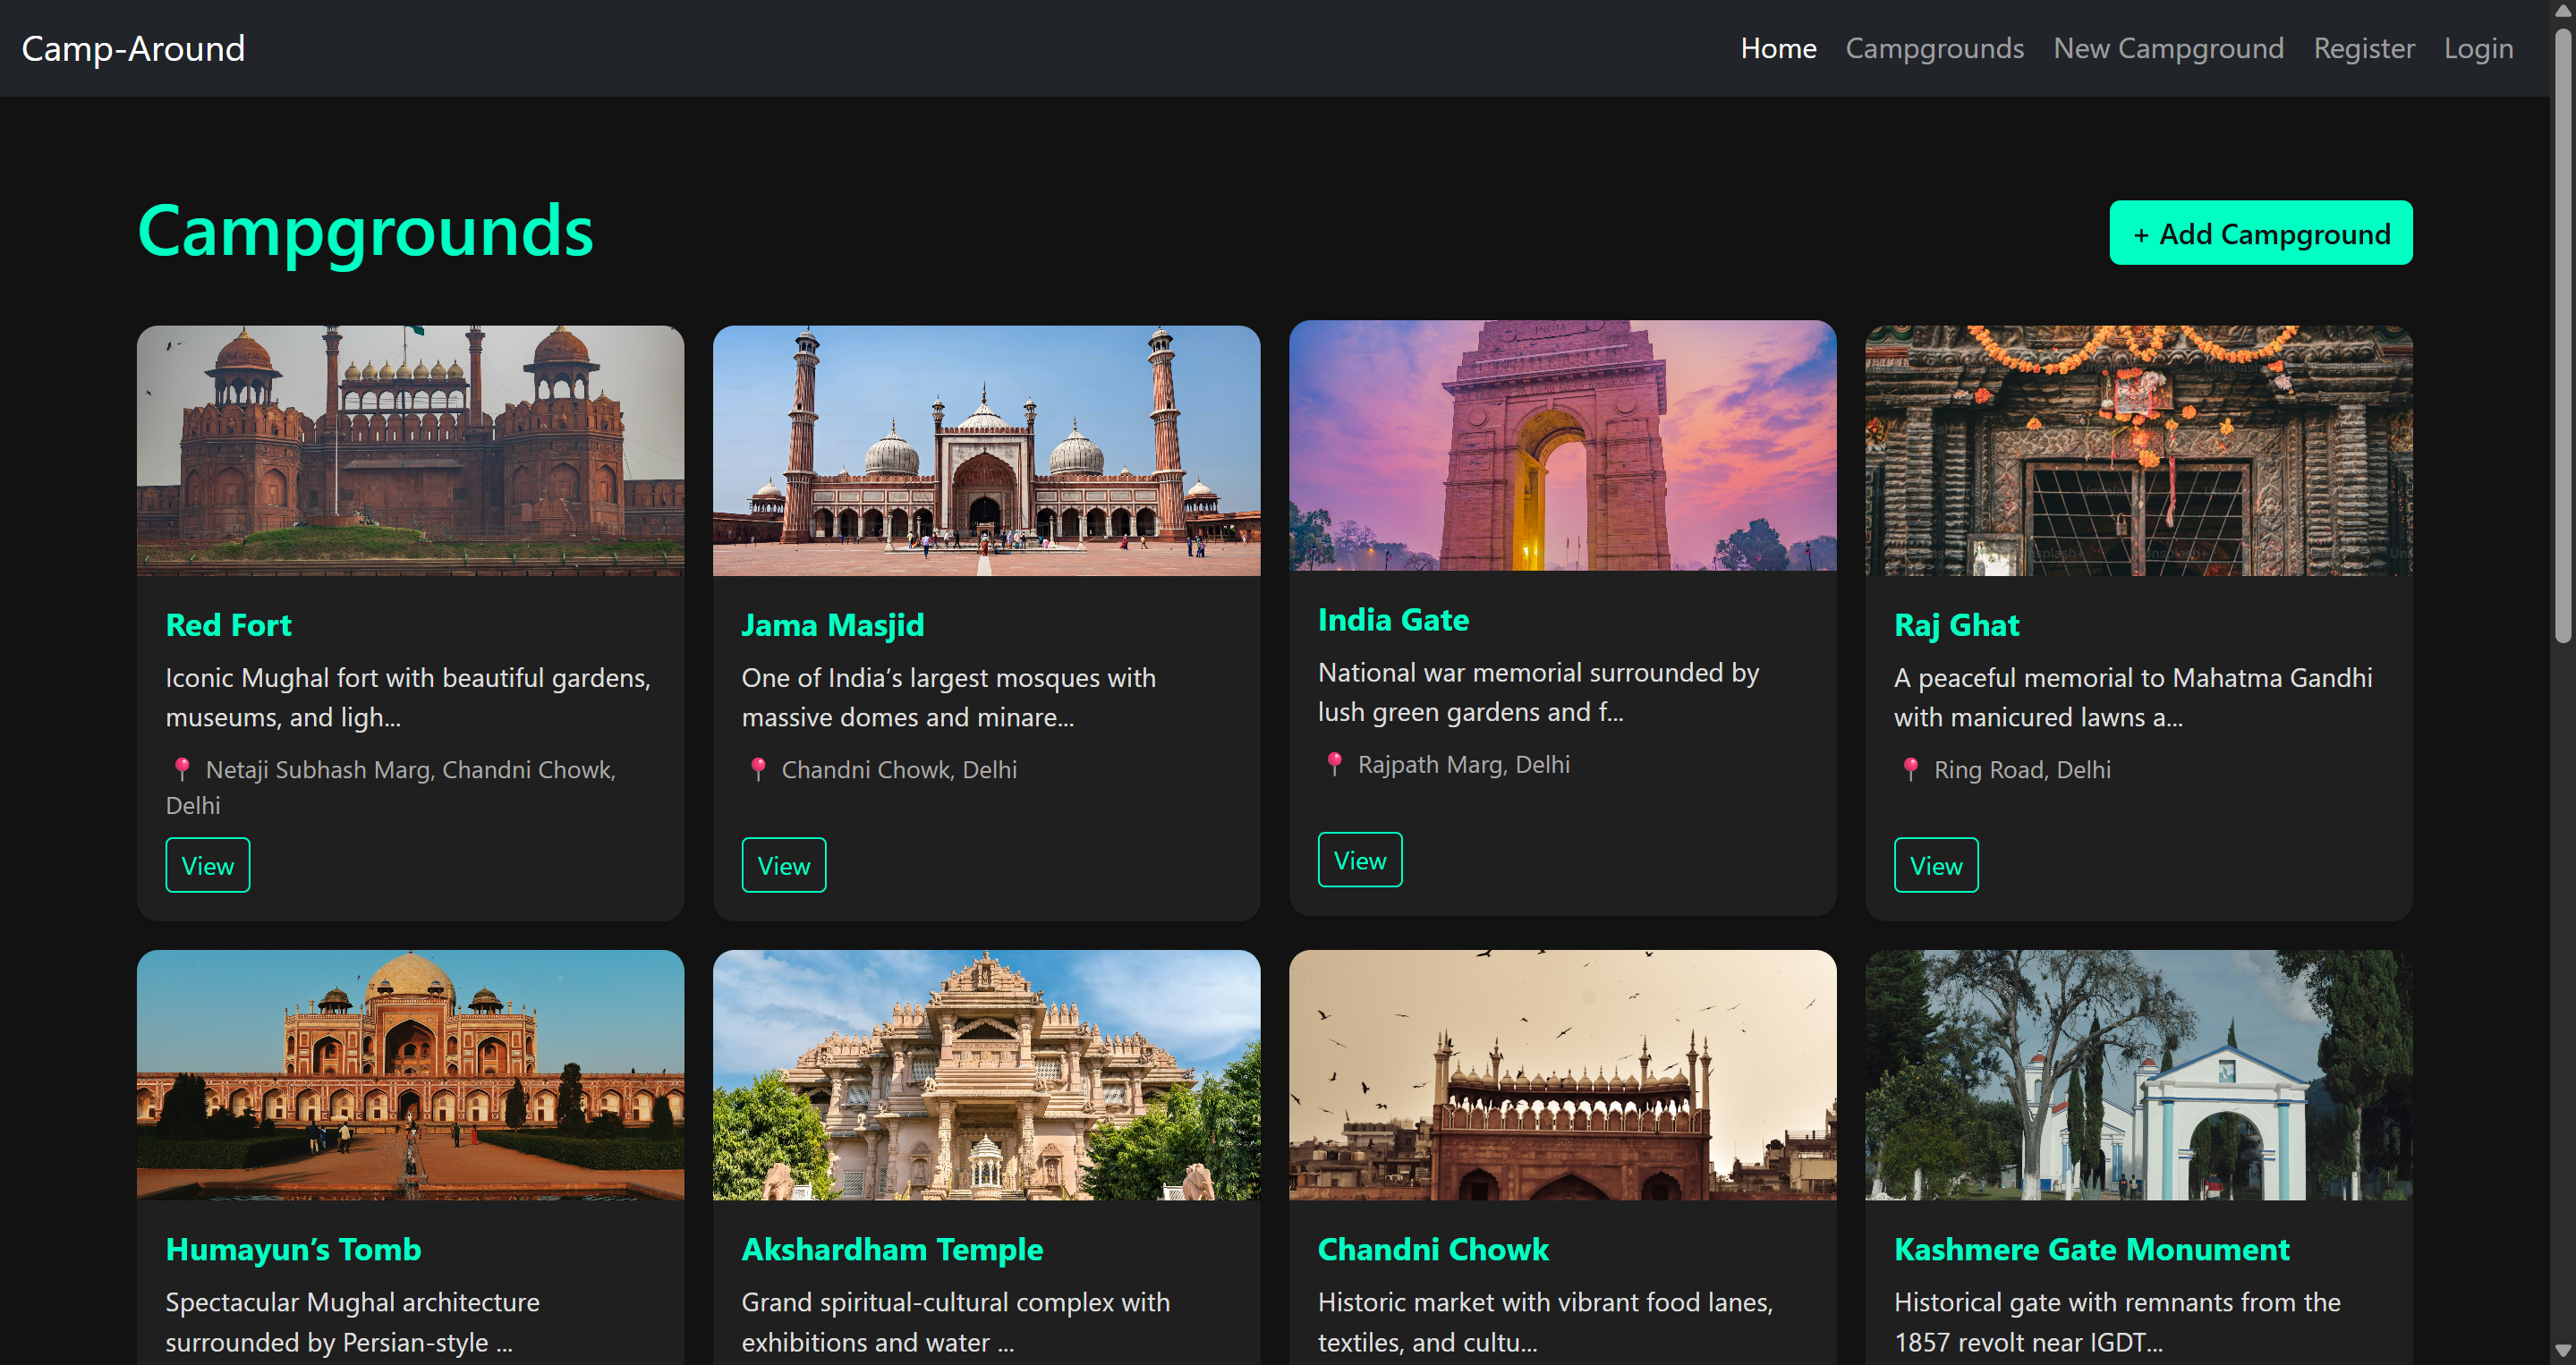 Camp-Around
Home Campgrounds New Campground Register Login
Campgrounds
+ Add Campground
INDIA
Unsplash+
Unsplash+
Unsplash+
Red Fort
Iconic Mughal fort with beautiful gardens,
museums, and ligh...
📍 Netaji Subhash Marg, Chandni Chowk,
Delhi
View
Jama Masjid
One of India’s largest mosques with
massive domes and minare...
📍 Chandni Chowk, Delhi
View
India Gate
National war memorial surrounded by
lush green gardens and f...
📍 Rajpath Marg, Delhi
View
Raj Ghat
A peaceful memorial to Mahatma Gandhi
with manicured lawns a...
📍 Ring Road, Delhi
View
Humayun’s Tomb
Spectacular Mughal architecture
surrounded by Persian-style ...
Akshardham Temple
Grand spiritual-cultural complex with
exhibitions and water ...
Chandni Chowk
Historic market with vibrant food lanes,
textiles, and cultu...
Kashmere Gate Monument
Historical gate with remnants from the
1857 revolt near IGDT...